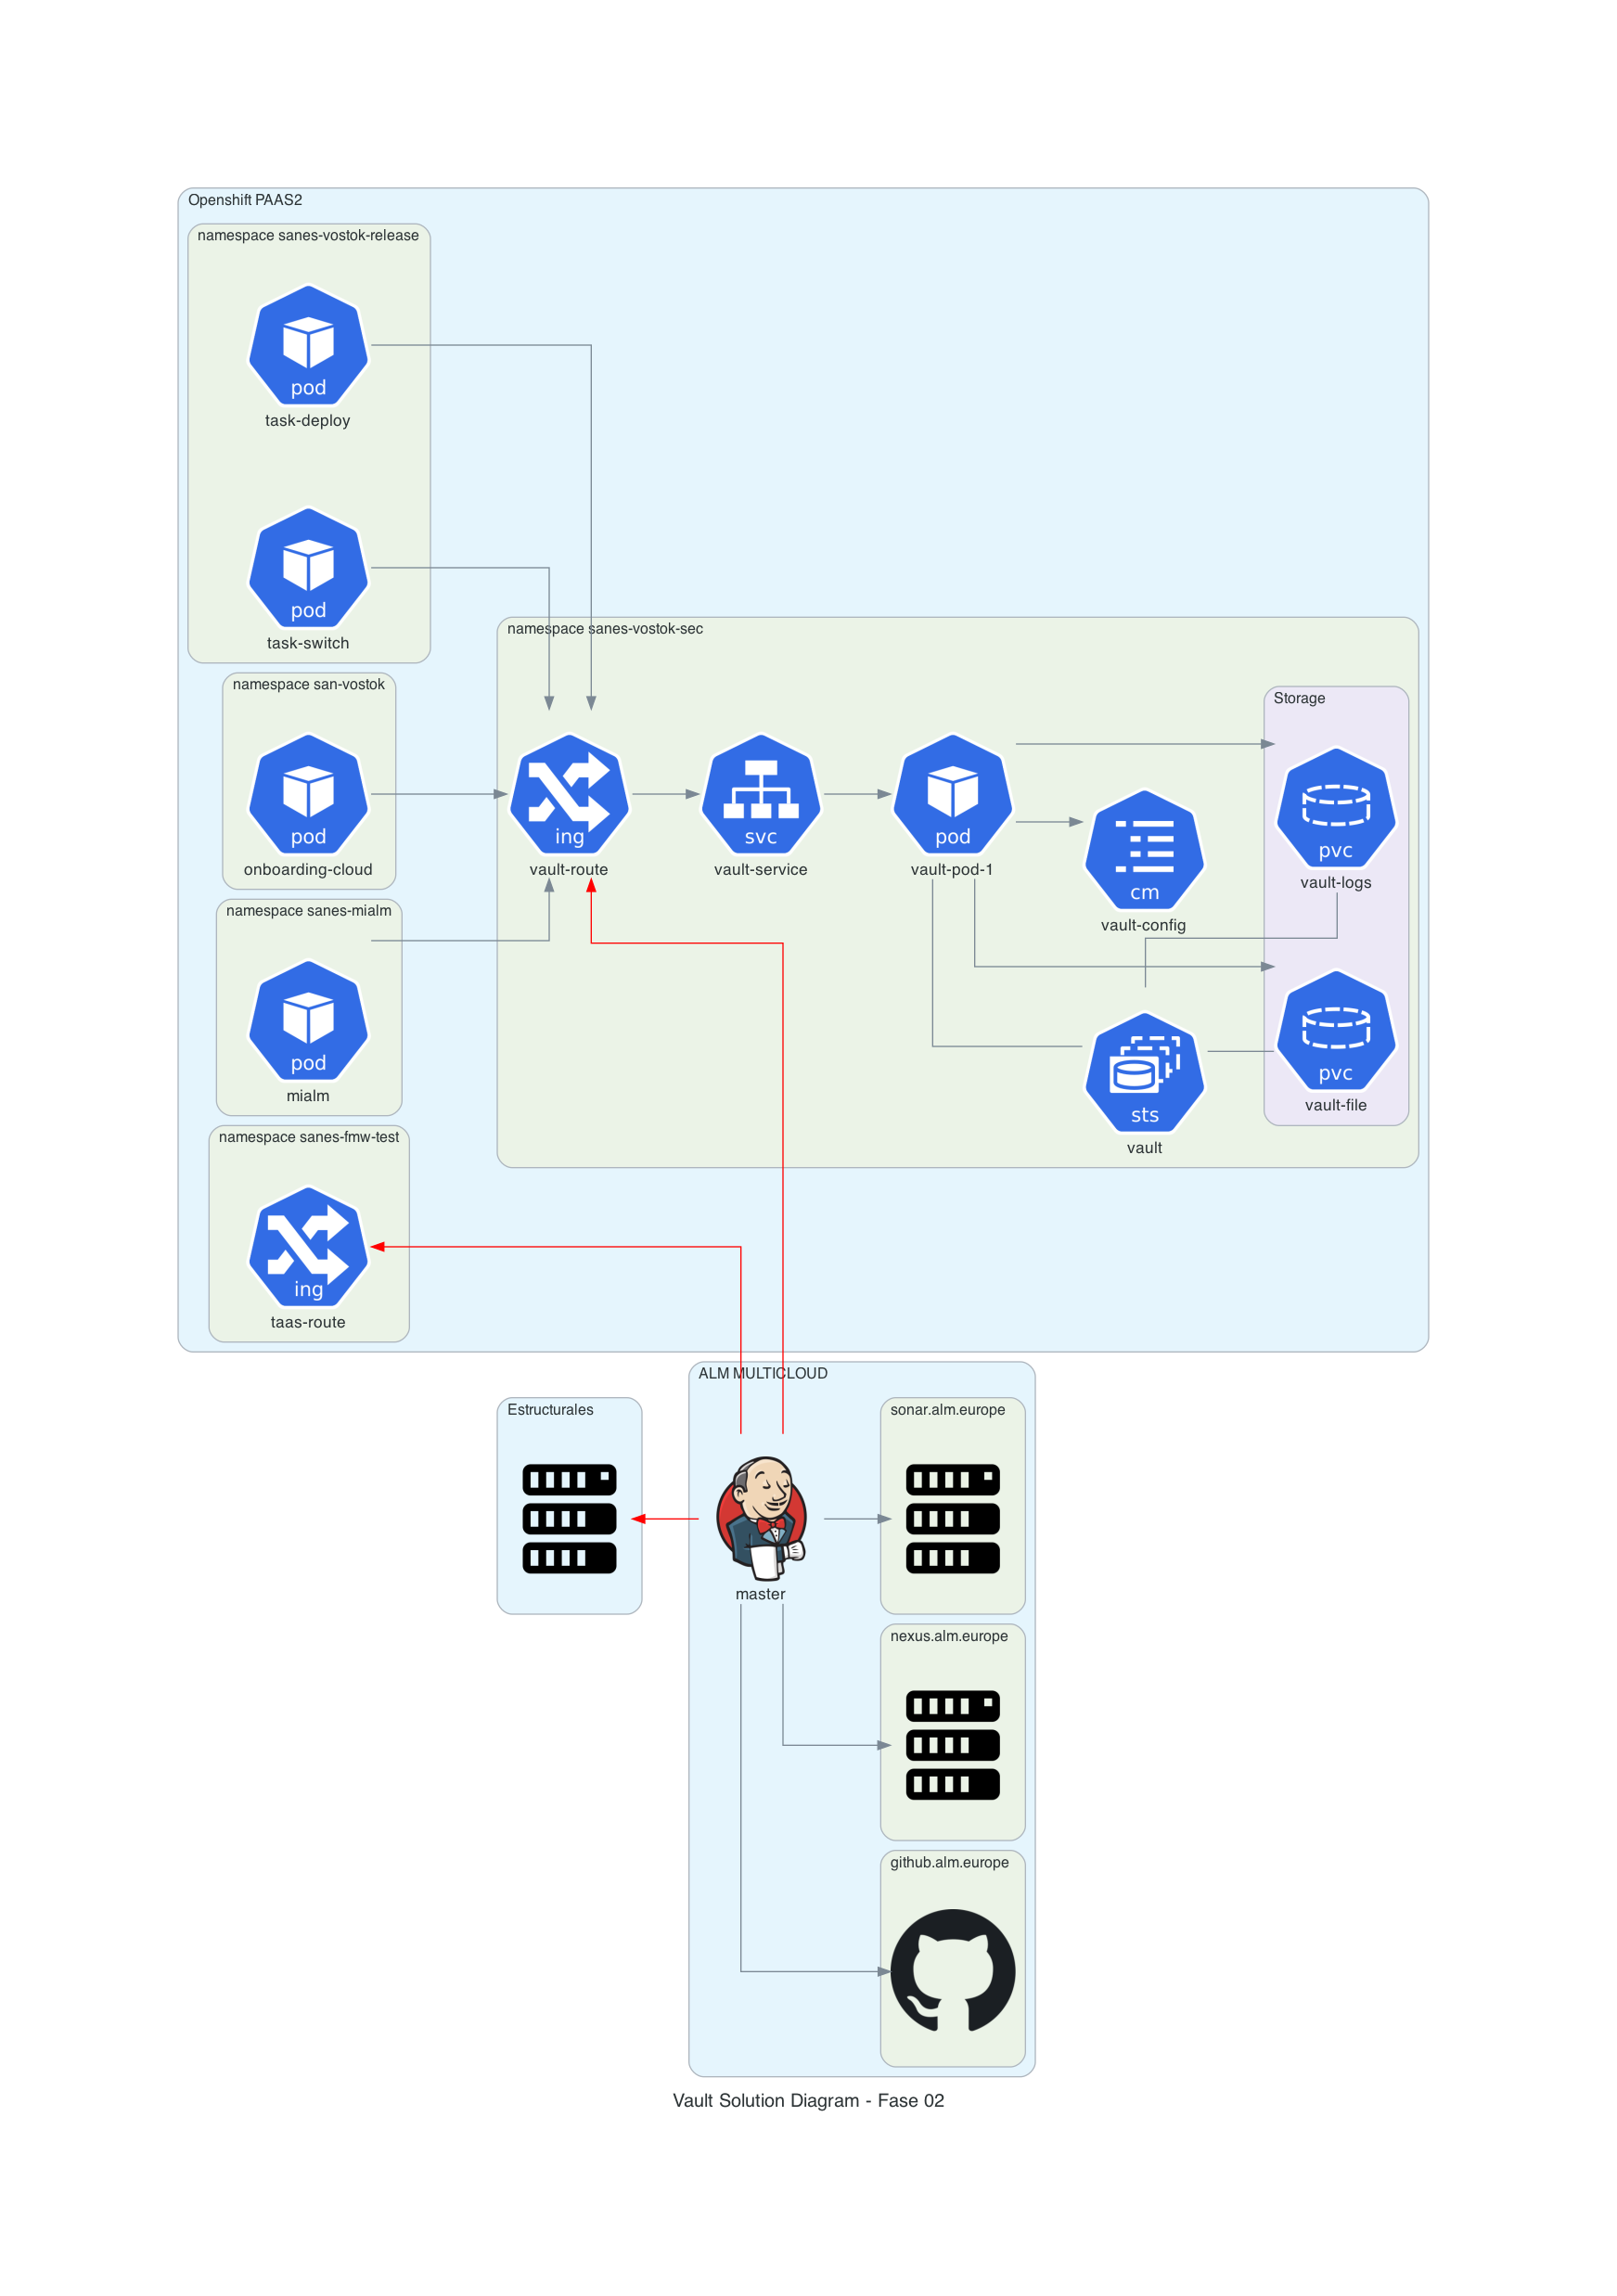 Openshift PAAS2
namespace sanes-vostok-release
pod
task-deploy
pod
task-switch
namespace san-vostok
pod
onboarding-cloud
namespace sanes-mialm
pod
mialm
namespace sanes-fmw-test
ing
taas-route
namespace sanes-vostok-sec
ing
vault-route
svc
vault-service
pod
vault-pod-1
cm
vault-config
sts
vault
Storage
pvc
vault-logs
pvc
vault-file
Estructurales
ALM MULTICLOUD
master
sonar.alm.europe
nexus.alm.europe
github.alm.europe
Vault Solution Diagram - Fase 02